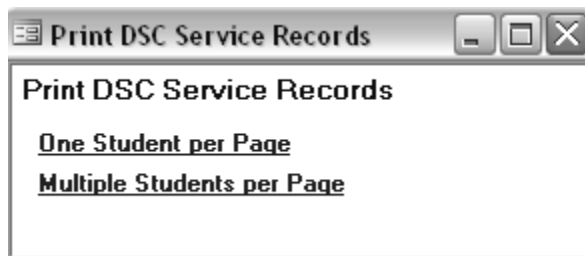 Print DSC Service Records
Print DSC Service Records
One Student per Page
Multiple Students per Page